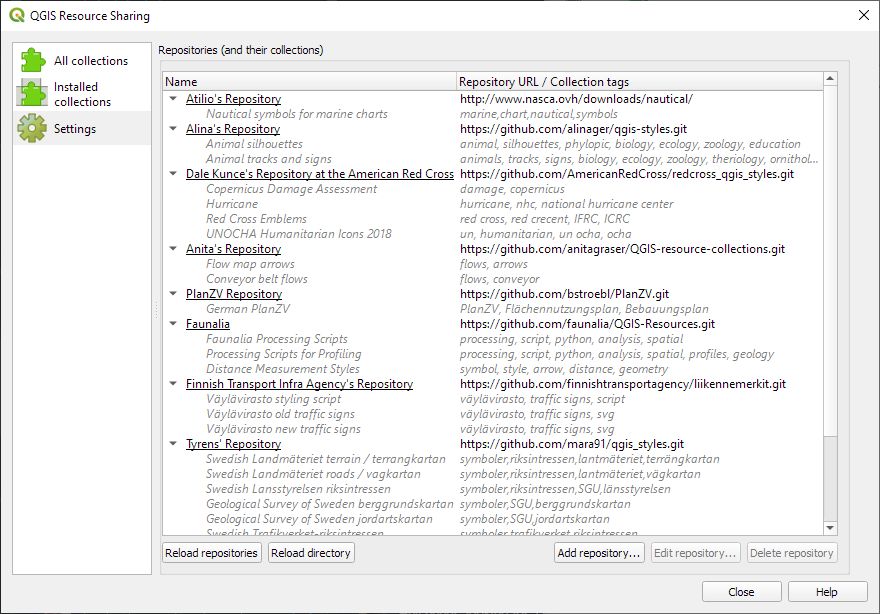 QGIS Resource Sharing
All collections
Installed
collections
Settings
Repositories (and their collections)
Name Repository URL / Collection tags
Atilio's Repository http://www.nasca.ovh/downloads/nautical/
Nautical symbols for marine charts marine,chart,nautical,symbols
Alina's Repository https://github.com/alinager/qgis-styles.git
Animal silhouettes animal, silhouettes, phylopic, biology, ecology, zoology, education
Animal tracks and signs animals, tracks, signs, biology, ecology, zoology, theriology, ornithol...
Dale Kunce's Repository at the American Red Cross https://github.com/AmericanRedCross/redcross_qgis_styles.git
Copernicus Damage Assessment damage, copernicus
Hurricane hurricane, nhc, national hurricane center
Red Cross Emblems red cross, red crecent, IFRC, ICRC
UNOCHA Humanitarian Icons 2018 un, humanitarian, un ocha, ocha
Anita's Repository https://github.com/anitagraser/QGIS-resource-collections.git
Flow map arrows flows, arrows
Conveyor belt flows flows, conveyor
PlanZV Repository https://github.com/bstroebl/PlanZV.git
German PlanZV PlanZV, Flächennutzungsplan, Bebauungsplan
Faunalia https://github.com/faunalia/QGIS-Resources.git
Faunalia Processing Scripts processing, script, python, analysis, spatial
Processing Scripts for Profiling processing, script, python, analysis, spatial, profiles, geology
Distance Measurement Styles symbol, style, arrow, distance, geometry
Finnish Transport Infra Agency's Repository https://github.com/finnishtransportagency/liikennemerkit.git
Väylävirasto styling script väylävirasto, traffic signs, script
Väylävirasto old traffic signs väylävirasto, traffic signs, svg
Väylävirasto new traffic signs väylävirasto, traffic signs, svg
Tyrens' Repository https://github.com/mara91/qgis_styles.git
Swedish Landmäteriet terrain / terrangkartan symboler,riksintressen,lantmäteriet,terrängkartan
Swedish Landmäteriet roads / vagkartan symboler,riksintressen,lantmäteriet,vägkartan
Swedish Lansstyrelsen riksintressen symboler,riksintressen,SGU,länsstyrelsen
Geological Survey of Sweden berggrundskartan symboler,SGU,berggrundskartan
Geological Survey of Sweden jordartskartan symboler,SGU,jordartskartan
Swedish Trafikverket-riksintressen symboler,riksintressen
Reload repositories Reload directory Add repository... Edit repository... Delete repository
Close Help